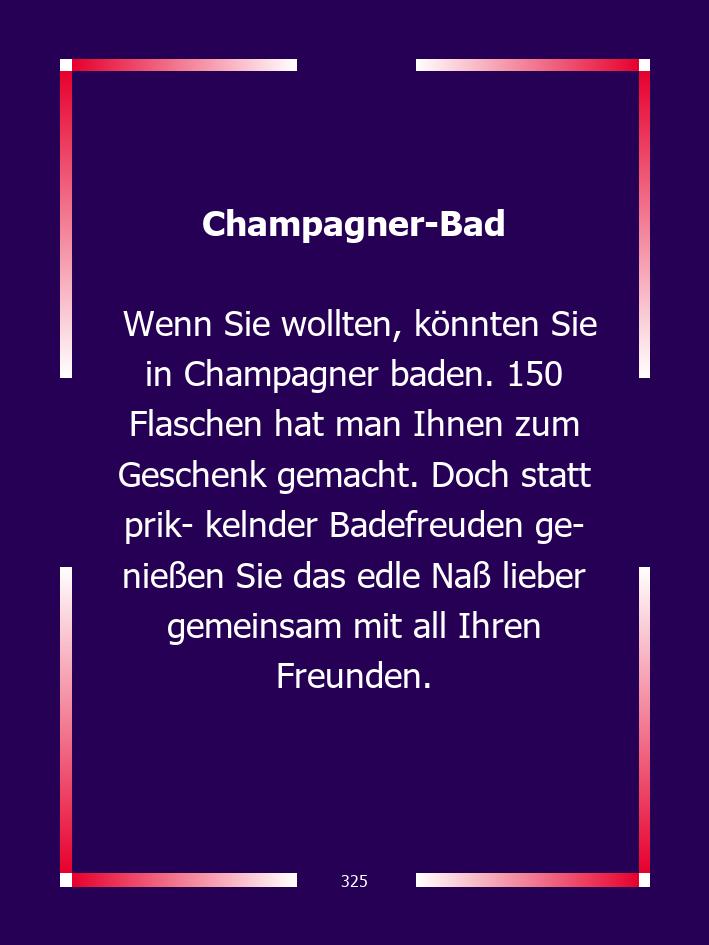 Champagner-Bad
Wenn Sie wollten, könnten Sie
in Champagner baden. 150
Flaschen hat man Ihnen zum
Geschenk gemacht. Doch statt
prik- kelnder Badefreuden ge-
nießen Sie das edle Naß lieber
gemeinsam mit all Ihren
Freunden.
325